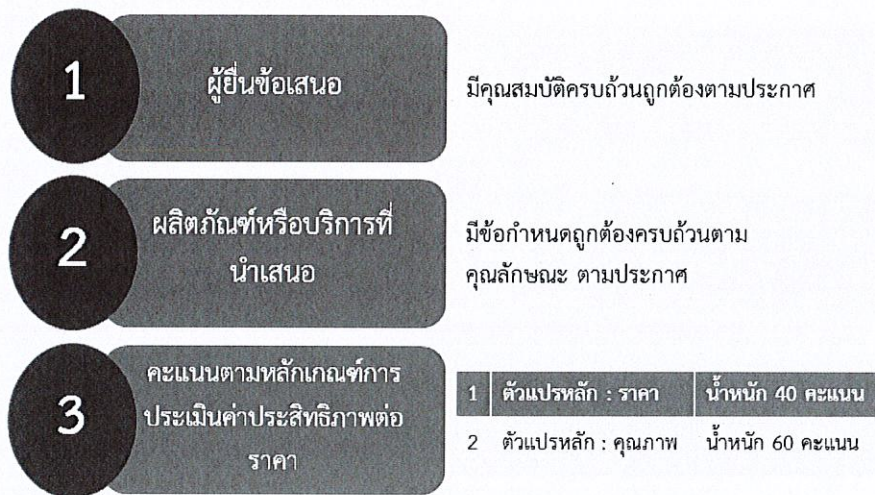 1
ผู้ยื่นข้อเสนอ
มีคุณสมบัติครบถ้วนถูกต้องตามประกาศ
2
ผลิตภัณฑ์หรือบริการที่
นำเสนอ
มีข้อกำหนดถูกต้องครบถ้วนตาม
คุณลักษณะ ตามประกาศ
3
คะแนนตามหลักเกณฑ์การ
ประเมินค่าประสิทธิภาพต่อ
ราคา
1 ตัวแปรหลัก : ราคา น้ำหนัก 40 คะแนน
2 ตัวแปรหลัก : คุณภาพ น้ำหนัก 60 คะแนน